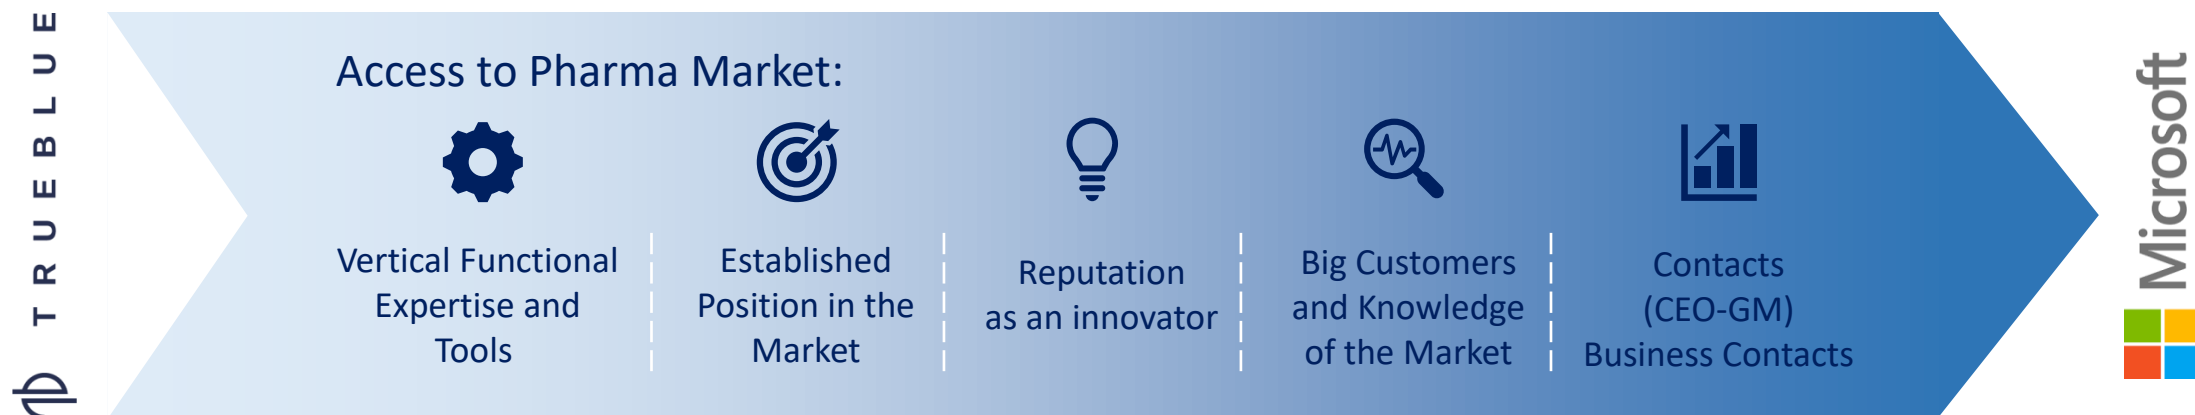 TRUEBLUE
Access to Pharma Market:
Vertical Functional
Expertise and
Tools
Established
Position in the
Market
Reputation
as an innovator
Big Customers
and Knowledge
of the Market
Contacts
(CEO-GM)
Business Contacts
Microsoft